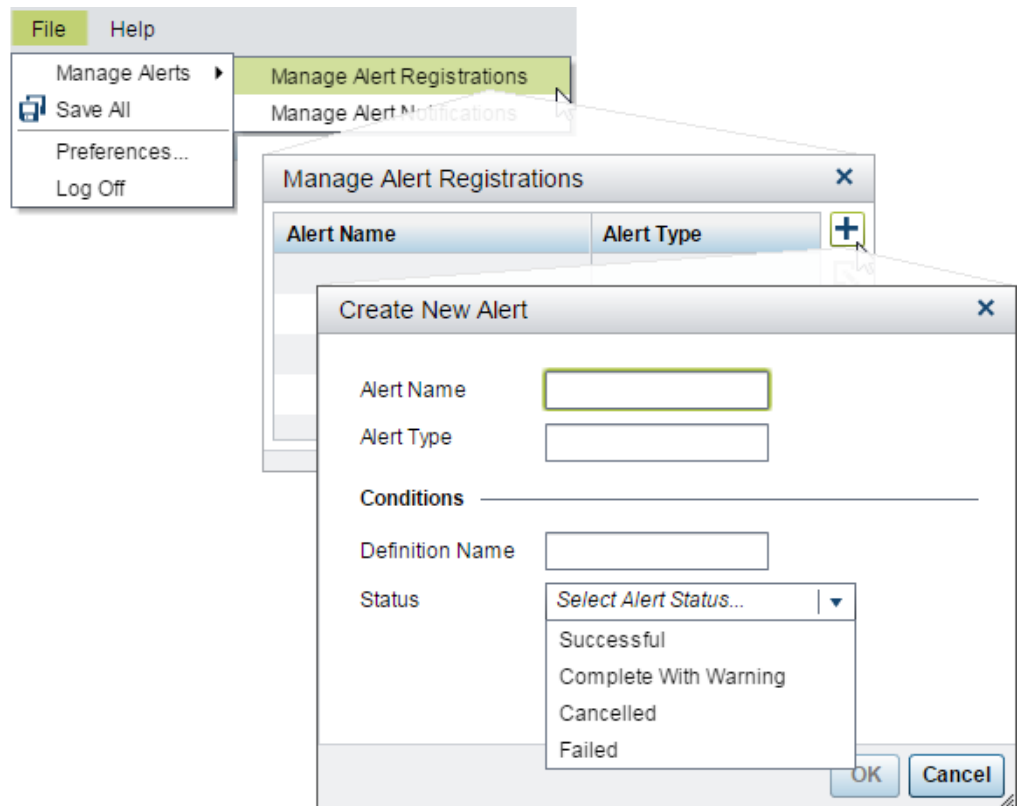 File Help
Manage Alerts
Manage Alert Registrations
Save All
Manage Alert Notifications
Preferences...
Log Off
Manage Alert Registrations
Alert Name Alert Type
Create New Alert
Alert Name
Alert Type
Conditions
Definition Name
Status Select Alert Status...
Successful
Complete With Warning
Cancelled
Failed
OK Cancel